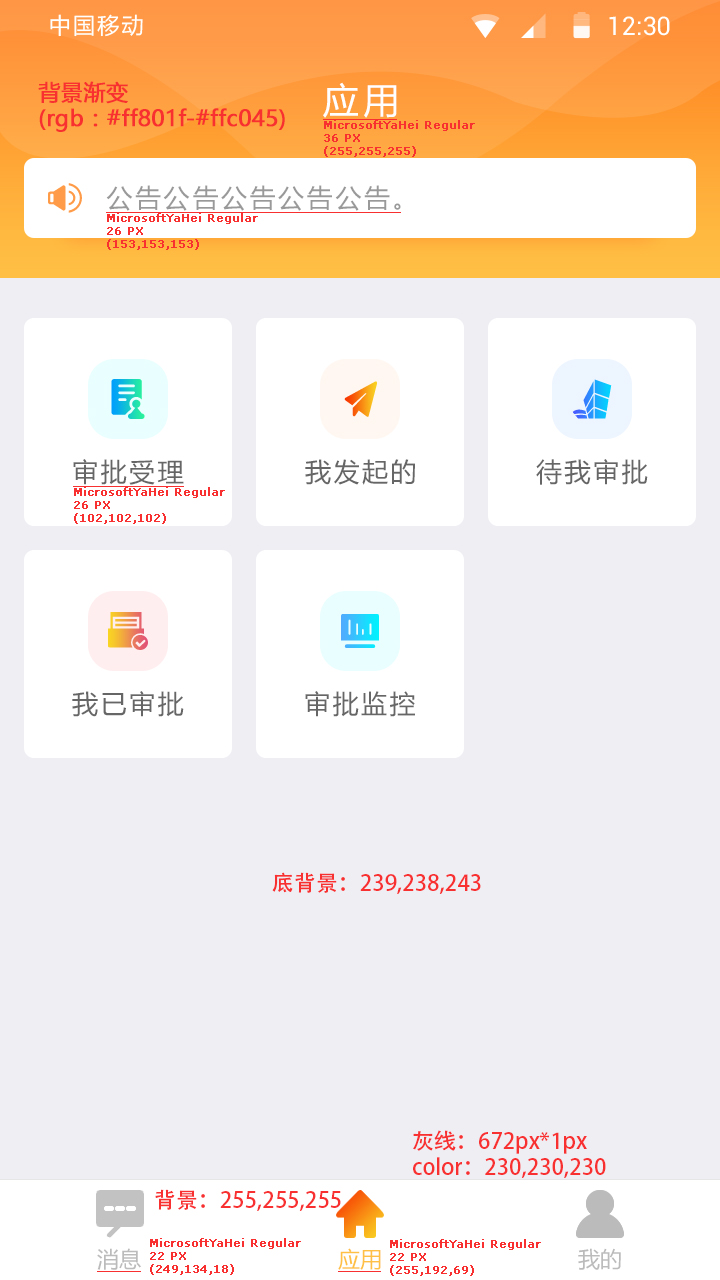 中国移动
12:30
背景渐变
(rgb：#ff801f-#ffc045)
应用
MicrosoftYaHei Regular
36 PX
(255,255,255)
公告公告公告公告公告。
MicrosoftYaHei Regular
26 PX
(153,153,153)
审批受理
MicrosoftYaHei Regular
26 PX
(102,102,102)
我发起的
待我审批
我已审批
审批监控
底背景：239,238,243
灰线：672px*1px
color：230,230,230
背景：255,255,255
消息
MicrosoftYaHei Regular
22 PX
(249,134,18)
应用
MicrosoftYaHei Regular
22 PX
(255,192,69)
我的